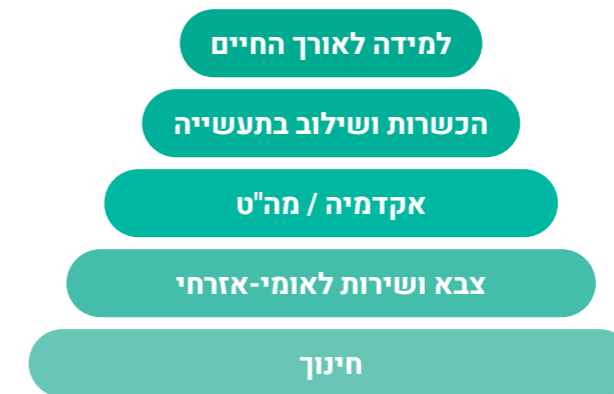 למידה לאורך החיים
הכשרות ושילוב בתעשייה
אקדמיה / מה"ט
צבא ושירות לאומי-אזרחי
חינוך